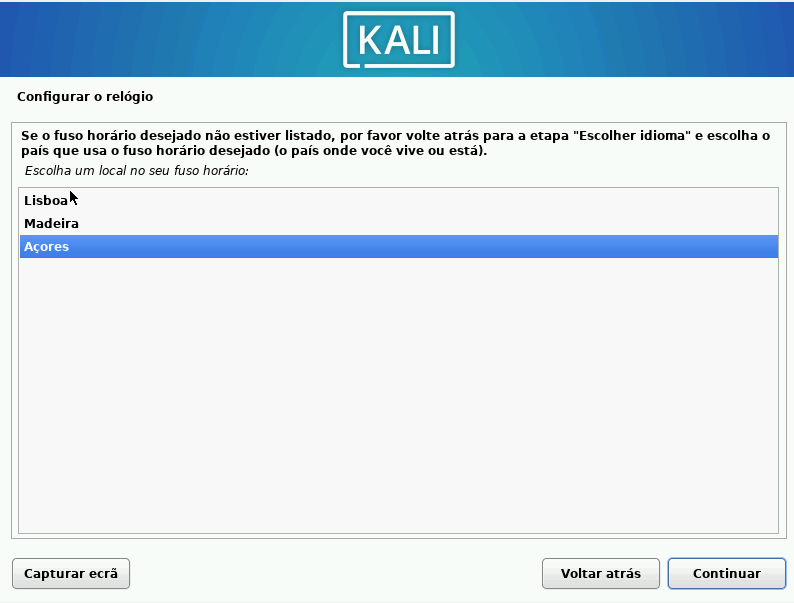 KALI
Configurar o relógio
Se o fuso horário desejado não estiver listado, por favor volte atrás para a etapa "Escolher idioma" e escolha o
país que usa o fuso horário desejado (o país onde você vive ou está).
Escolha um local no seu fuso horário:
Lisboa
Madeira
Açores
Capturar ecrã
Voltar atrás
Continuar